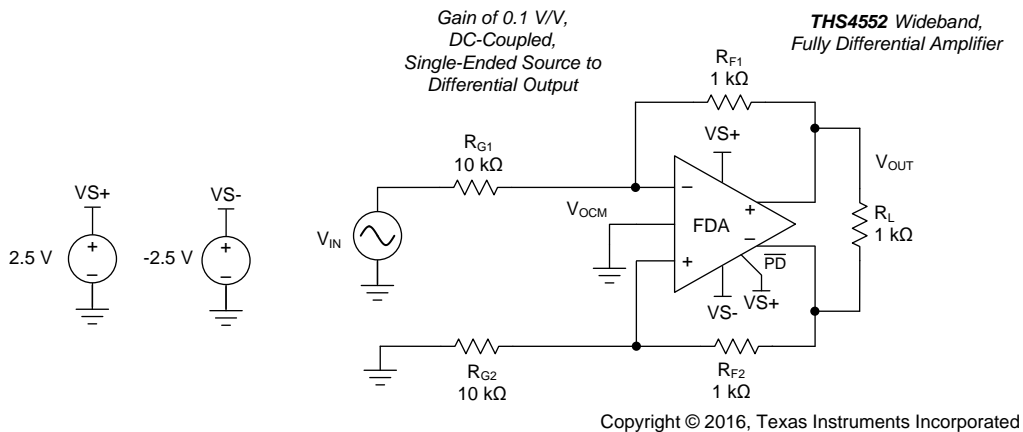 Gain of 0.1 V/V,
DC-Coupled,
Single-Ended Source to
Differential Output
THS4552 Wideband,
Fully Differential Amplifier
RF1
1 kΩ
VS+
RG1
10 kΩ
VOUT
VS+
VS-
VOCM
–
+
FDA
RL
1 kΩ
VIN
2.5 V
+
–
-2.5 V
+
–
+
–
PD
VS-
VS+
RG2
10 kΩ
RF2
1 kΩ
Copyright © 2016, Texas Instruments Incorporated